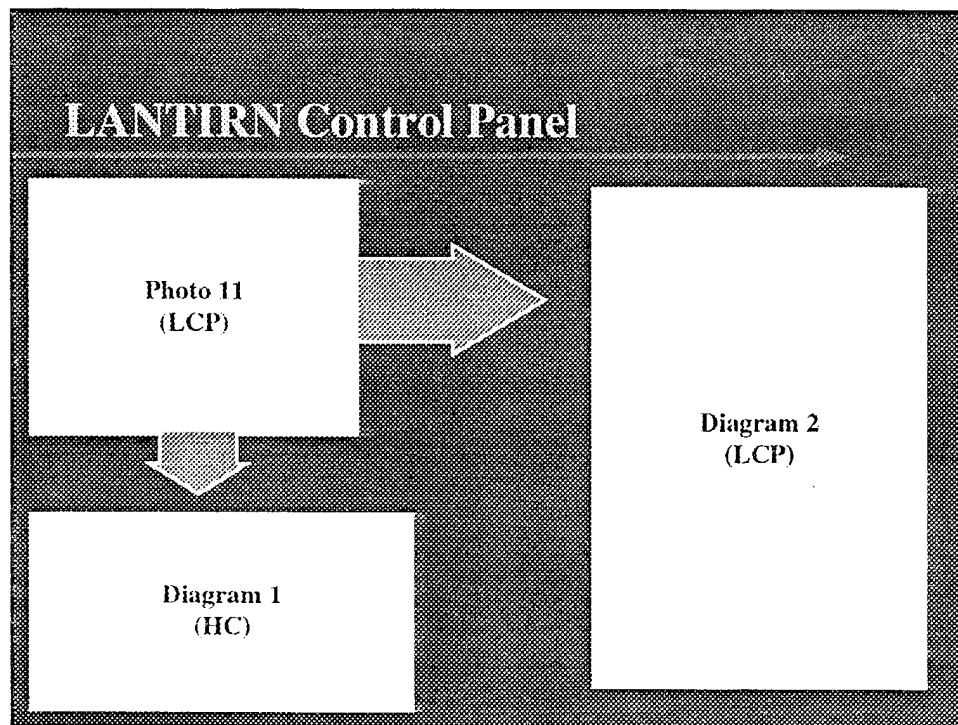 LANTIRN Control Panel
Photo 11
(LCP)
Diagram 2
(LCP)
Diagram 1
(HC)